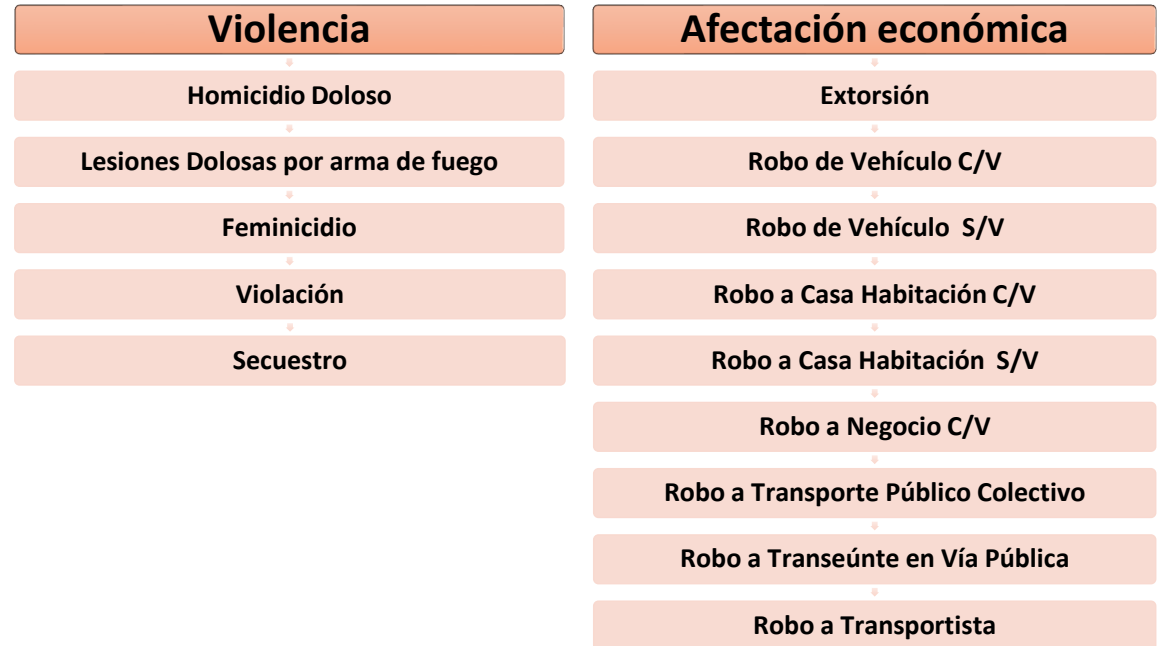 Violencia
Homicidio Doloso
Lesiones Dolosas por arma de fuego
Feminicidio
Violación
Secuestro
Afectación económica
Extorsión
Robo de Vehículo C/V
Robo de Vehículo S/V
Robo a Casa Habitación C/V
Robo a Casa Habitación S/V
Robo a Negocio C/V
Robo a Transporte Público Colectivo
Robo a Transeúnte en Vía Pública
Robo a Transportista